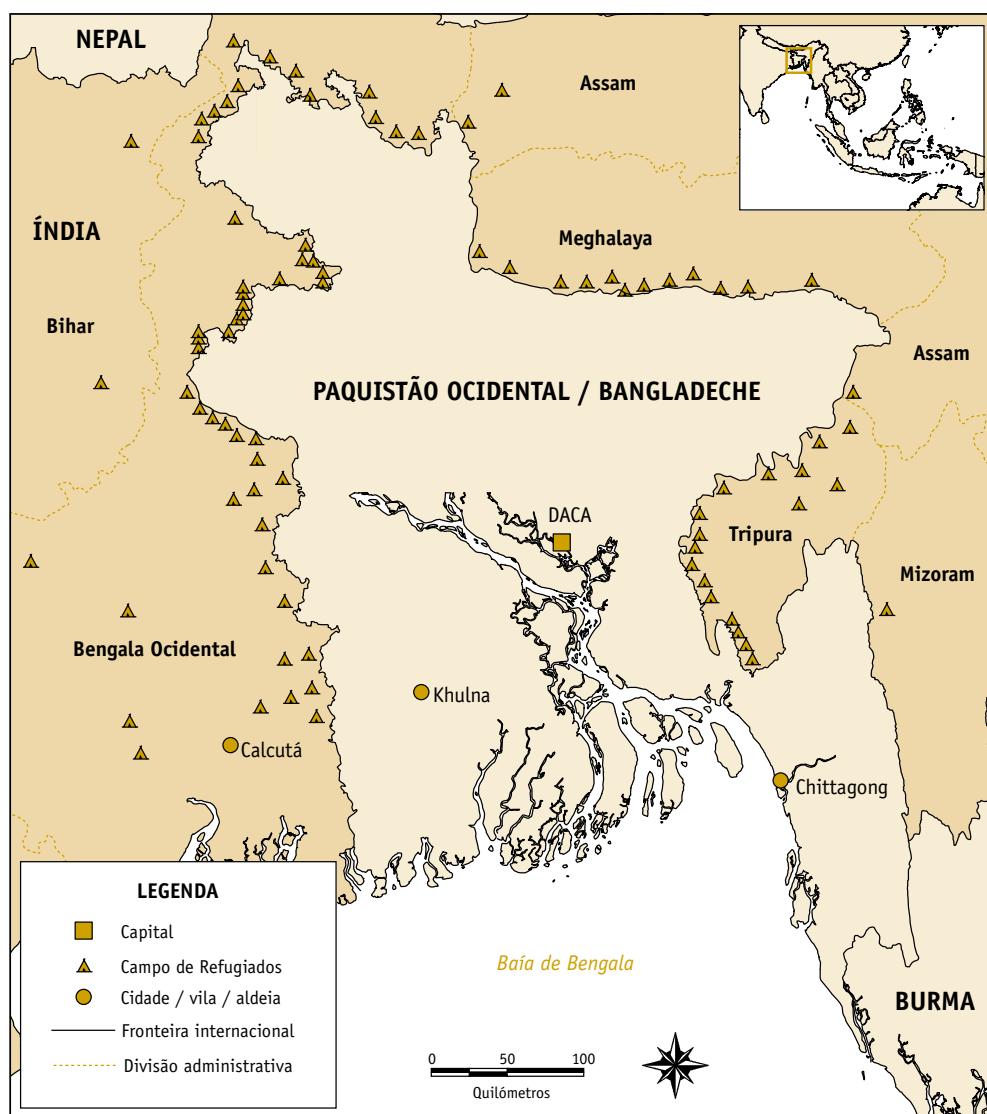 NEPAL
Assam
ÍNDIA
Meghalaya
Bihar
Assam
PAQUISTÃO OCIDENTAL / BANGLADECHE
DACA
Tripura
Mizoram
Bengala Ocidental
Khulna
Calcutá
Chittagong
LEGENDA
Capital
Campo de Refugiados
Cidade / vila / aldeia
Fronteira internacional
Divisão administrativa
Baía de Bengala
BURMA
0 50 100
Quilómetros